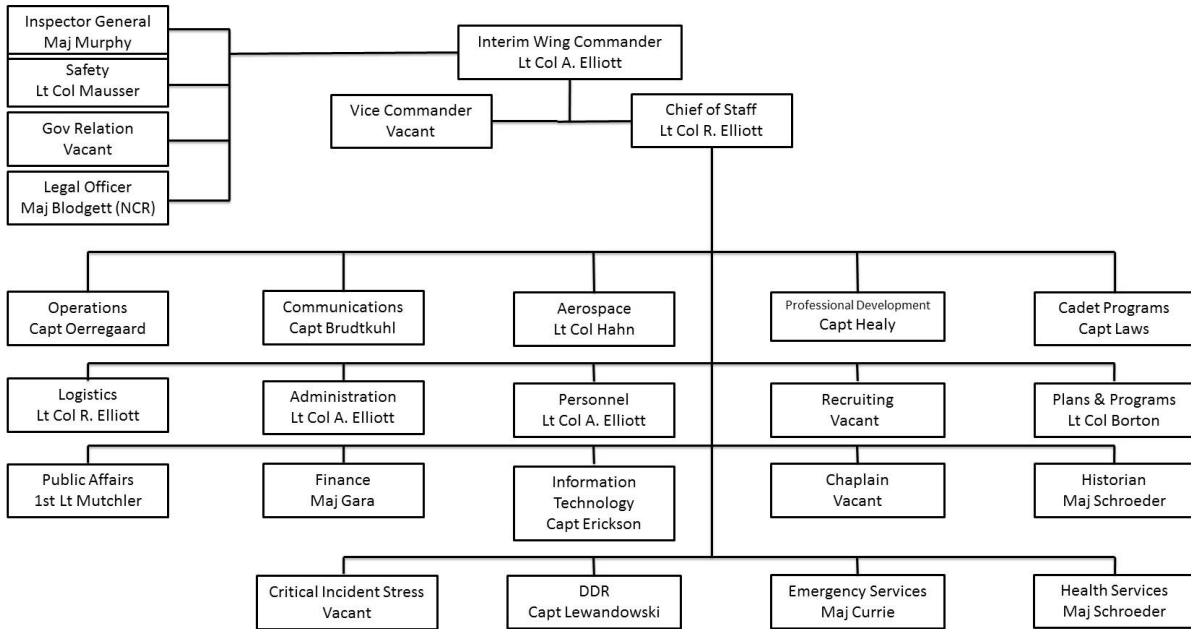 Inspector General
Maj Murphy
Safety
Lt Col Mausser
Gov Relation
Vacant
Legal Officer
Maj Blodgett (NCR)
Interim Wing Commander
Lt Col A. Elliott
Vice Commander
Vacant
Chief of Staff
Lt Col R. Elliott
Operations
Capt Oerregaard
Communications
Capt Brudtkuhl
Aerospace
Lt Col Hahn
Professional Development
Capt Healy
Cadet Programs
Capt Laws
Logistics
Lt Col R. Elliott
Administration
Lt Col A. Elliott
Personnel
Lt Col A. Elliott
Recruiting
Vacant
Plans & Programs
Lt Col Borton
Public Affairs
1st Lt Mutchler
Finance
Maj Gara
Information
Technology
Capt Erickson
Chaplain
Vacant
Historian
Maj Schroeder
Critical Incident Stress
Vacant
DDR
Capt Lewandowski
Emergency Services
Maj Currie
Health Services
Maj Schroeder